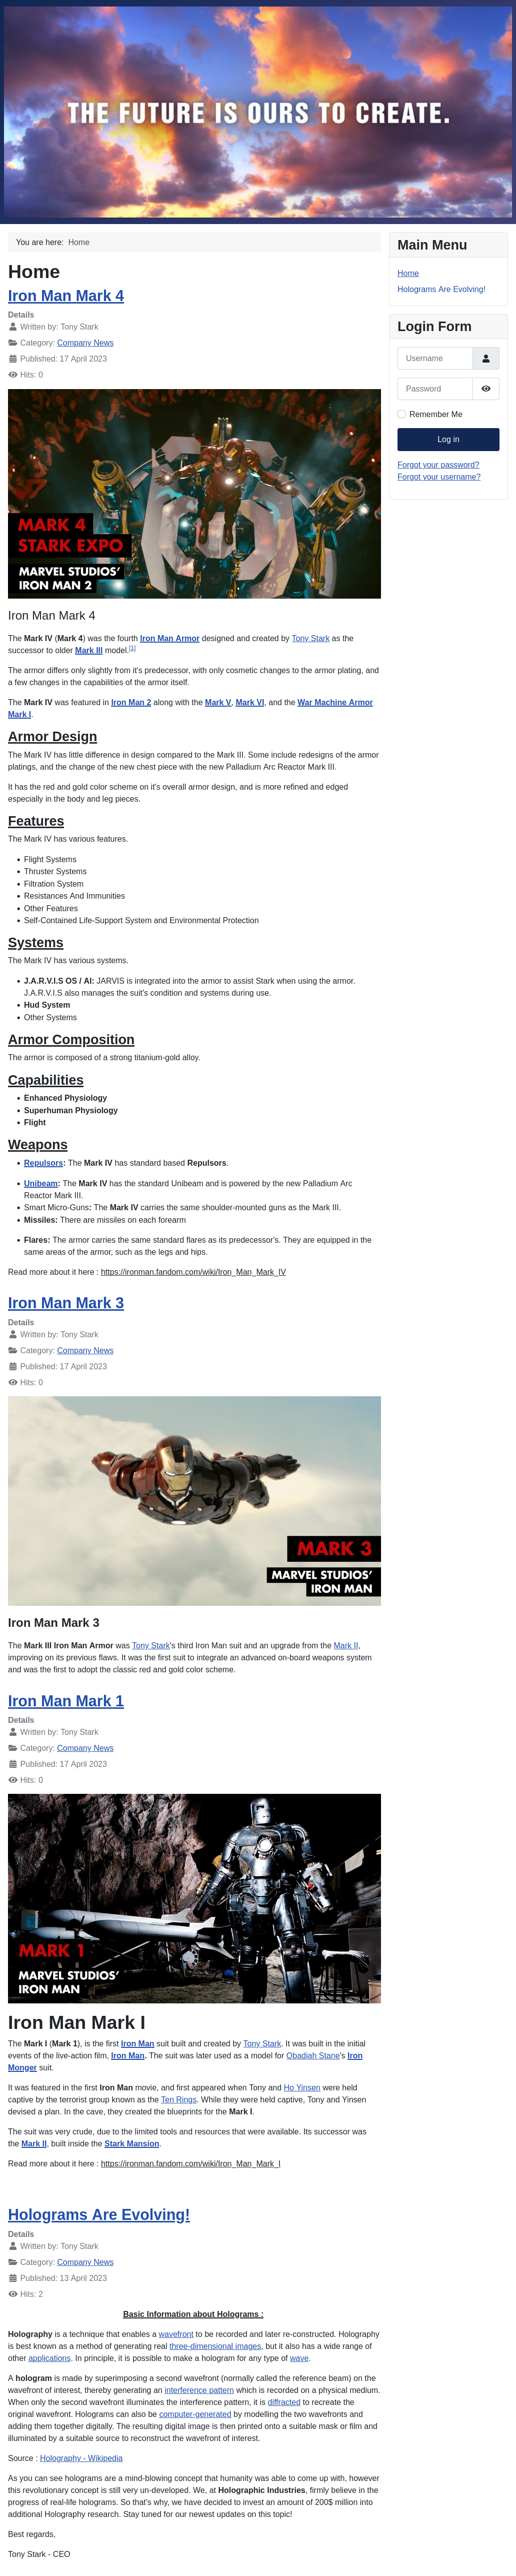 THE FUTURE IS OURS TO CREATE.
You are here: Home
Home
Iron Man Mark 4
Details
Written by: Tony Stark
Category: Company News
Published: 17 April 2023
Hits: 0
MARK 4
STARK EXPO
MARVEL STUDIOS'
IRON MAN 2
Iron Man Mark 4
The Mark IV (Mark 4) was the fourth Iron Man Armor designed and created by Tony Stark as the
successor to older Mark III model.[1]
The armor differs only slightly from it's predecessor, with only cosmetic changes to the armor plating, and
a few changes in the capabilities of the armor itself.
The Mark IV was featured in Iron Man 2 along with the Mark V, Mark VI, and the War Machine Armor
Mark I.
Armor Design
The Mark IV has little difference in design compared to the Mark III. Some include redesigns of the armor
platings, and the change of the new chest piece with the new Palladium Arc Reactor Mark III.
It has the red and gold color scheme on it's overall armor design, and is more refined and edged
especially in the body and leg pieces.
Features
The Mark IV has various features.
• Flight Systems
• Thruster Systems
• Filtration System
• Resistances And Immunities
• Other Features
• Self-Contained Life-Support System and Environmental Protection
Systems
The Mark IV has various systems.
• J.A.R.V.I.S OS / AI: JARVIS is integrated into the armor to assist Stark when using the armor.
J.A.R.V.I.S also manages the suit's condition and systems during use.
• Hud System
• Other Systems
Armor Composition
The armor is composed of a strong titanium-gold alloy.
Capabilities
• Enhanced Physiology
• Superhuman Physiology
• Flight
Weapons
• Repulsors: The Mark IV has standard based Repulsors.
• Unibeam: The Mark IV has the standard Unibeam and is powered by the new Palladium Arc
Reactor Mark III.
• Smart Micro-Guns: The Mark IV carries the same shoulder-mounted guns as the Mark III.
• Missiles: There are missiles on each forearm
• Flares: The armor carries the same standard flares as its predecessor's. They are equipped in the
same areas of the armor, such as the legs and hips.
Read more about it here : https://ironman.fandom.com/wiki/Iron_Man_Mark_IV
Iron Man Mark 3
Details
Written by: Tony Stark
Category: Company News
Published: 17 April 2023
Hits: 0
MARK 3
MARVEL STUDIOS'
IRON MAN
Iron Man Mark 3
The Mark III Iron Man Armor was Tony Stark's third Iron Man suit and an upgrade from the Mark II,
improving on its previous flaws. It was the first suit to integrate an advanced on-board weapons system
and was the first to adopt the classic red and gold color scheme.
Iron Man Mark 1
Details
Written by: Tony Stark
Category: Company News
Published: 17 April 2023
Hits: 0
MARK 1
MARVEL STUDIOS'
IRON MAN
Iron Man Mark I
The Mark I (Mark 1), is the first Iron Man suit built and created by Tony Stark. It was built in the initial
events of the live-action film, Iron Man. The suit was later used as a model for Obadiah Stane's Iron
Monger suit.
It was featured in the first Iron Man movie, and first appeared when Tony and Ho Yinsen were held
captive by the terrorist group known as the Ten Rings. While they were held captive, Tony and Yinsen
devised a plan. In the cave, they created the blueprints for the Mark I.
The suit was very crude, due to the limited tools and resources that were available. Its successor was
the Mark II, built inside the Stark Mansion.
Read more about it here : https://ironman.fandom.com/wiki/Iron_Man_Mark_I
Holograms Are Evolving!
Details
Written by: Tony Stark
Category: Company News
Published: 13 April 2023
Hits: 2
Basic Information about Holograms :
Holography is a technique that enables a wavefront to be recorded and later re-constructed. Holography
is best known as a method of generating real three-dimensional images, but it also has a wide range of
other applications. In principle, it is possible to make a hologram for any type of wave.
A hologram is made by superimposing a second wavefront (normally called the reference beam) on the
wavefront of interest, thereby generating an interference pattern which is recorded on a physical medium.
When only the second wavefront illuminates the interference pattern, it is diffracted to recreate the
original wavefront. Holograms can also be computer-generated by modelling the two wavefronts and
adding them together digitally. The resulting digital image is then printed onto a suitable mask or film and
illuminated by a suitable source to reconstruct the wavefront of interest.
Source : Holography - Wikipedia
As you can see holograms are a mind-blowing concept that humanity was able to come up with, however
this revolutionary concept is still very un-developed. We, at Holographic Industries, firmly believe in the
progress of real-life holograms. So that's why, we have decided to invest an amount of 200$ million into
additional Holography research. Stay tuned for our newest updates on this topic!
Best regards,
Tony Stark - CEO
Main Menu
Home
Holograms Are Evolving!
Login Form
Username
Password
Remember Me
Log in
Forgot your password?
Forgot your username?